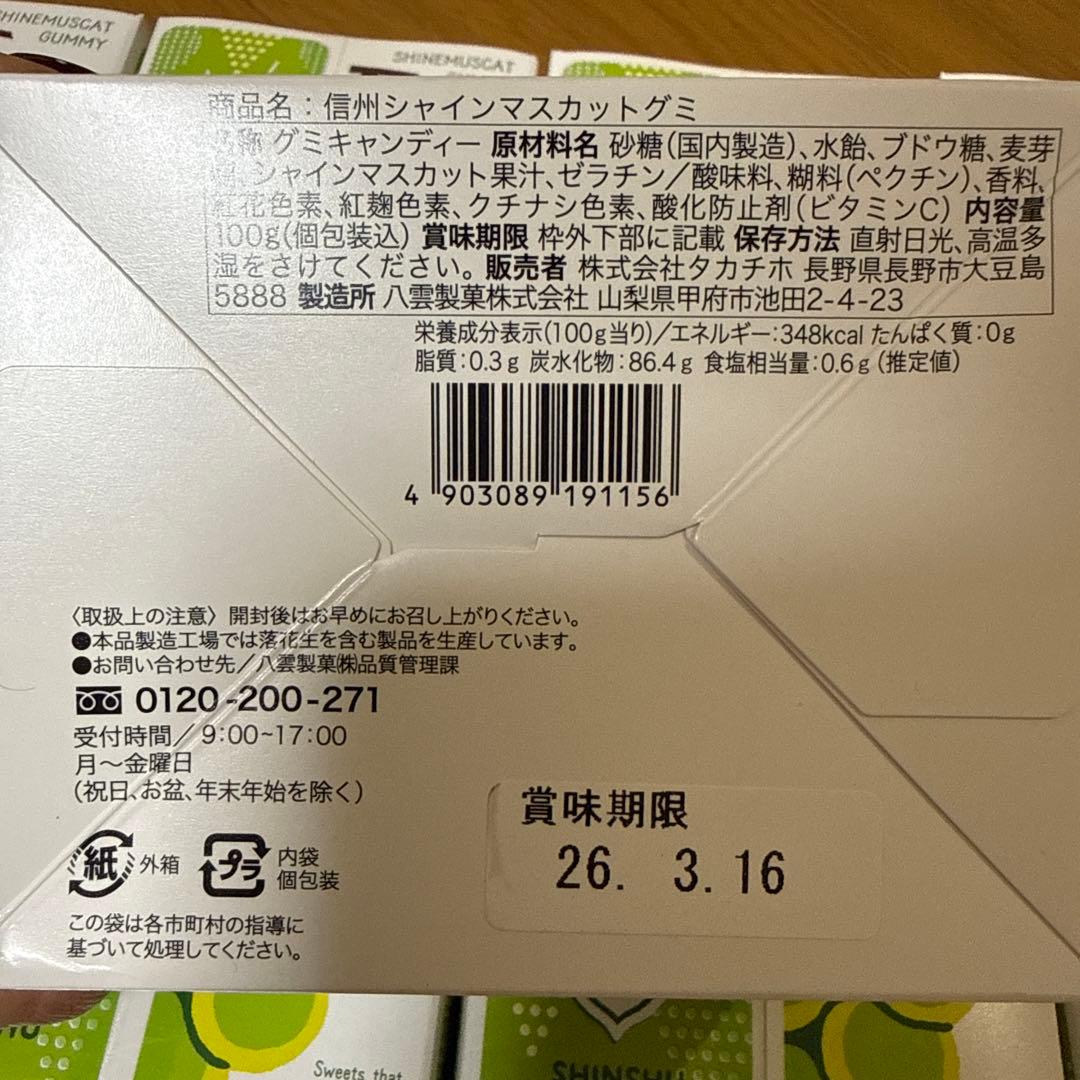 SHINEMUSCAT
GUMMY
SHINEMUSCAT
商品名:信州シャインマスカットグミ
名称 グミキャンディー 原材料名 砂糖(国内製造)、水飴、ブドウ糖、麦芽
糖、シャインマスカット果汁、ゼラチン/酸味料、糊料(ペクチン)、香料、
紅花色素、紅麹色素、クチナシ色素、酸化防止剤(ビタミンC) 内容量
100g(個包装込) 賞味期限 枠外下部に記載 保存方法 直射日光、高温多
湿をさけてください。 販売者 株式会社タカチホ 長野県長野市大豆島
5888 製造所 八雲製菓株式会社 山梨県甲府市池田2-4-23
栄養成分表示(100g当り)/エネルギー:348kcal たんぱく質:0g
脂質:0.3g 炭水化物:86.4g 食塩相当量:0.6g(推定値)
4 903089 191156
〈取扱上の注意〉開封後はお早めにお召し上がりください。
●本品製造工場では落花生を含む製品を生産しています。
●お問い合わせ先/八雲製菓㈱品質管理課
0120-200-271
受付時間/9:00~17:00
月～金曜日
(祝日、お盆、年末年始を除く)
紙 外箱 プラ 内袋
個包装
この袋は各市町村の指導に
基づいて処理してください。
賞味期限
26. 3.16
Sweets that
SHINSHU